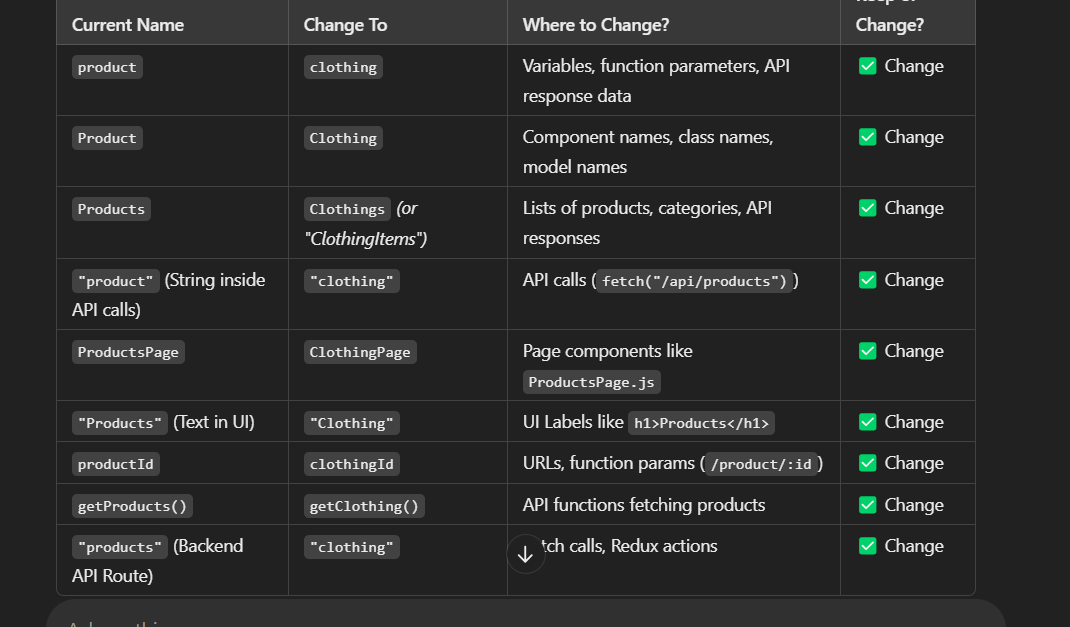 Change?
Current Name Change To Where to Change?
product clothing Variables, function parameters, API ✅ Change
response data
Product Clothing Component names, class names, ✅ Change
model names
Products Clothings (or Lists of products, categories, API ✅ Change
"ClothingItems") responses
"product" (String inside "clothing" API calls ( fetch("/api/products") ) ✅ Change
API calls)
ProductsPage ClothingPage Page components like ✅ Change
ProductsPage.js
"Products" (Text in UI) "Clothing" UI Labels like h1>Products</h1> ✅ Change
productId clothingId URLs, function params ( /product/:id ) ✅ Change
getProducts() getClothing() API functions fetching products ✅ Change
"products" (Backend "clothing" calls, Redux actions ✅ Change
API Route)